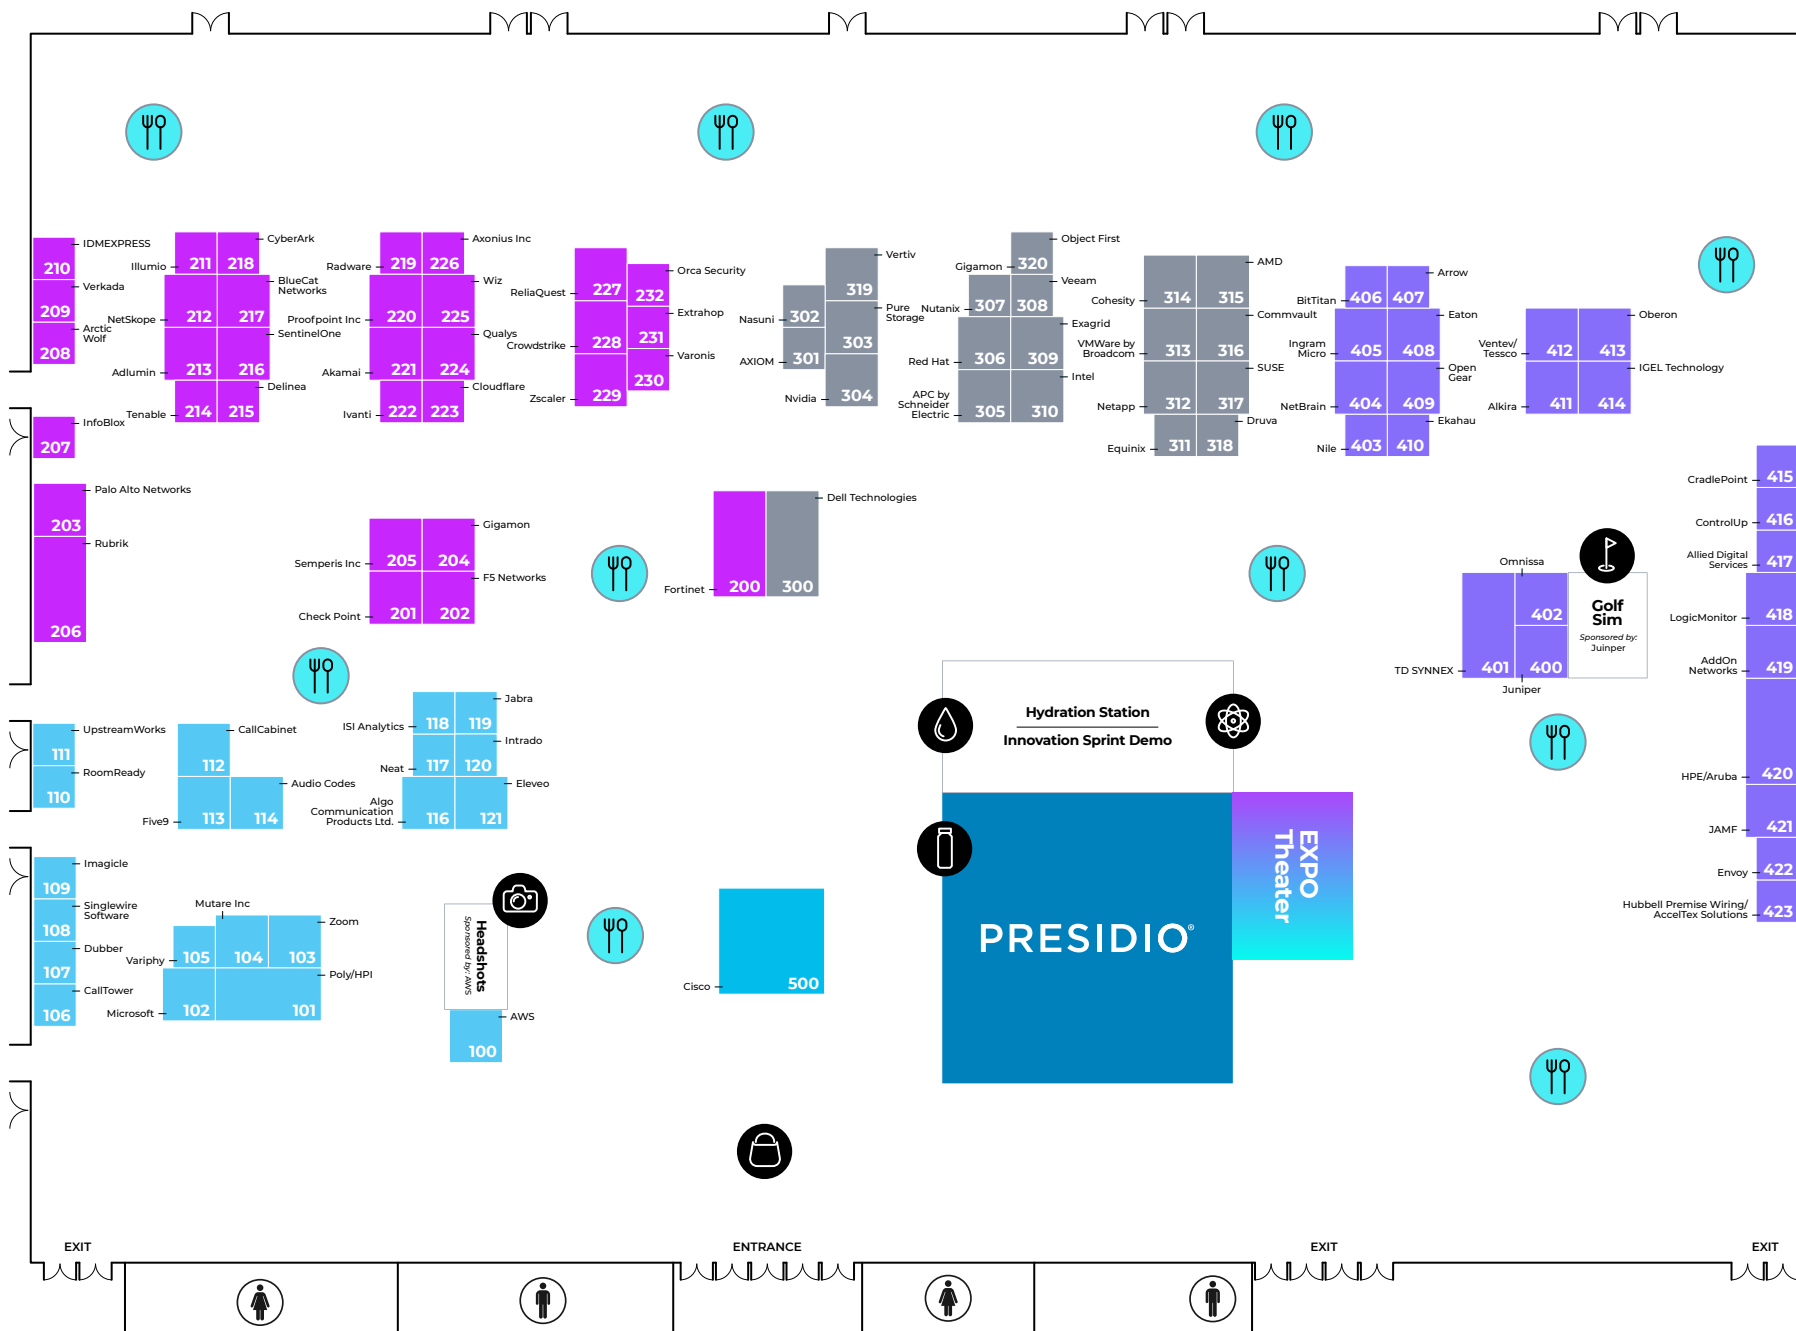 IDMEXPRESS
210
Verkada
209
Arctic
Wolf
208
InfoBlox
207
Palo Alto Networks
203
Rubrik
206
CyberArk
Illumio
211
218
BlueCat
Networks
NetSkope
212
217
SentinelOne
Adlumin
213
216
Delinea
Tenable
214
215
Axonius Inc
Radware
219
226
Wiz
Proofpoint Inc
220
225
Qualys
Akamai
221
224
Cloudflare
Ivanti
222
223
ReliaQuest
227
Orca Security
232
Extrahop
Crowdstrike
228
231
Varonis
230
Zscaler
229
Vertiv
319
Nasuni
302
Pure
Storage
303
AXIOM
301
Nvidia
304
Object First
Gigamon
320
Veeam
Nutanix
307
308
Exagrid
Red Hat
306
309
Intel
APC by
Schneider
Electric
305
310
AMD
Cohesity
314
315
Commvault
VMWare by
Broadcom
313
316
SUSE
Netapp
312
317
Druva
Equinix
311
318
Arrow
BitTitan
406
407
Eaton
Ingram
Micro
405
408
Open
Gear
NetBrain
404
409
Ekahau
Nile
403
410
Oberon
Ventev/
Tessco
412
413
IGEL Technology
Alkira
411
414
CradlePoint
415
ControlUp
416
Allied Digital
Services
417
LogicMonitor
418
AddOn
Networks
419
HPE/Aruba
420
JAMF
421
Envoy
422
Hubbell Premise Wiring/
AccelTex Solutions
423
Gigamon
Semperis Inc
205
204
F5 Networks
Check Point
201
202
Dell Technologies
Fortinet
200
300
Omnissa
402
TD SYNNEX
401
400
Juniper
Golf
Sim
Sponsored by:
Juinper
UpstreamWorks
111
RoomReady
110
CallCabinet
112
Audio Codes
Five9
113
114
Jabra
ISI Analytics
118
119
Intrado
Neat
117
120
Eleveo
Algo
Communication
Products Ltd.
116
121
Hydration Station
Innovation Sprint Demo
EXPO
Theater
PRESIDIO®
Imagicle
109
Singlewire
Software
108
Dubber
107
CallTower
106
Mutare Inc
Zoom
Variphy
105
104
103
Poly/HPI
Microsoft
102
101
Headshots
Sponsored by: AWS
AWS
100
Cisco
500
EXIT
ENTRANCE
EXIT
EXIT